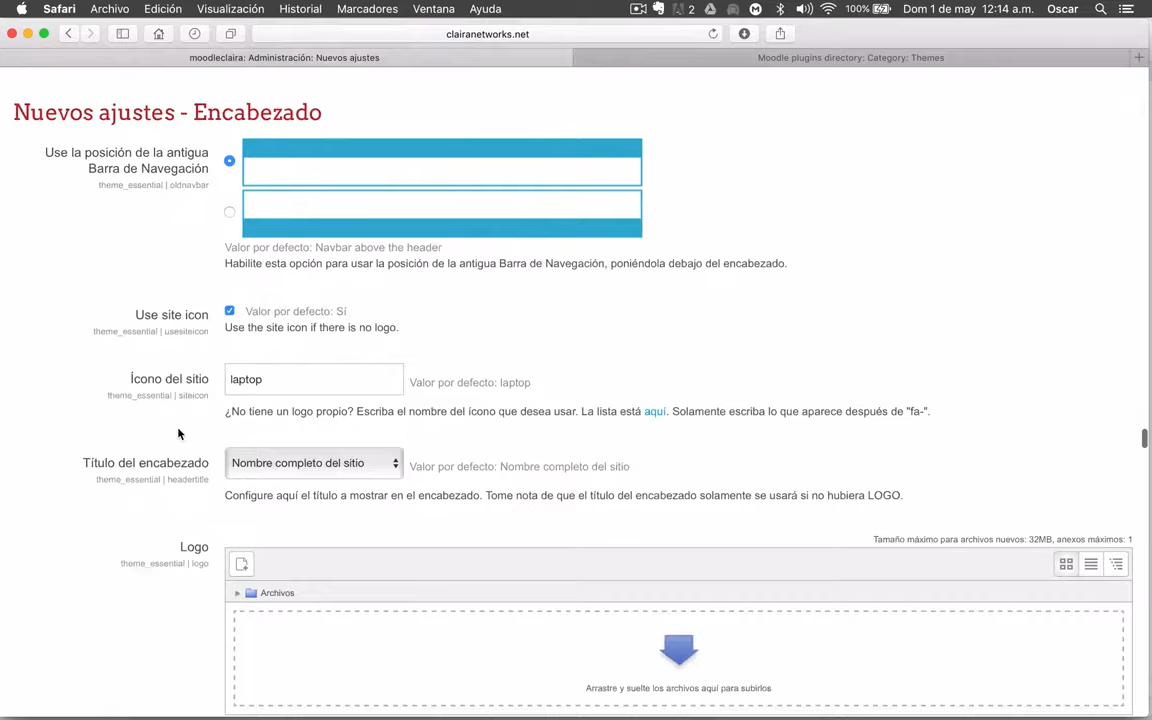 Safari Archivo Edición Visualización Historial Marcadores Ventana Ayuda 2 100% Dom 1 de may 12:14 a.m. Oscar
clairanetworks.net
moodleclaira: Administración: Nuevos ajustes Moodle plugins directory: Category: Themes
Nuevos ajustes - Encabezado
Use la posición de la antigua
Barra de Navegación
theme_essential | oldnavbar
Valor por defecto: Navbar above the header
Habilite esta opción para usar la posición de la antigua Barra de Navegación, poniéndola debajo del encabezado.
Use site icon Valor por defecto: Sí
theme_essential | usesiteicon Use the site icon if there is no logo.
Ícono del sitio laptop Valor por defecto: laptop
theme_essential | siteicon
¿No tiene un logo propio? Escriba el nombre del ícono que desea usar. La lista está aquí. Solamente escriba lo que aparece después de "fa-".
Título del encabezado Nombre completo del sitio Valor por defecto: Nombre completo del sitio
theme_essential | headertitle
Configure aquí el título a mostrar en el encabezado. Tome nota de que el título del encabezado solamente se usará si no hubiera LOGO.
Tamaño máximo para archivos nuevos: 32MB, anexos máximos: 1
Logo
theme_essential | logo
Archivos
Arrastre y suelte los archivos aquí para subirlos